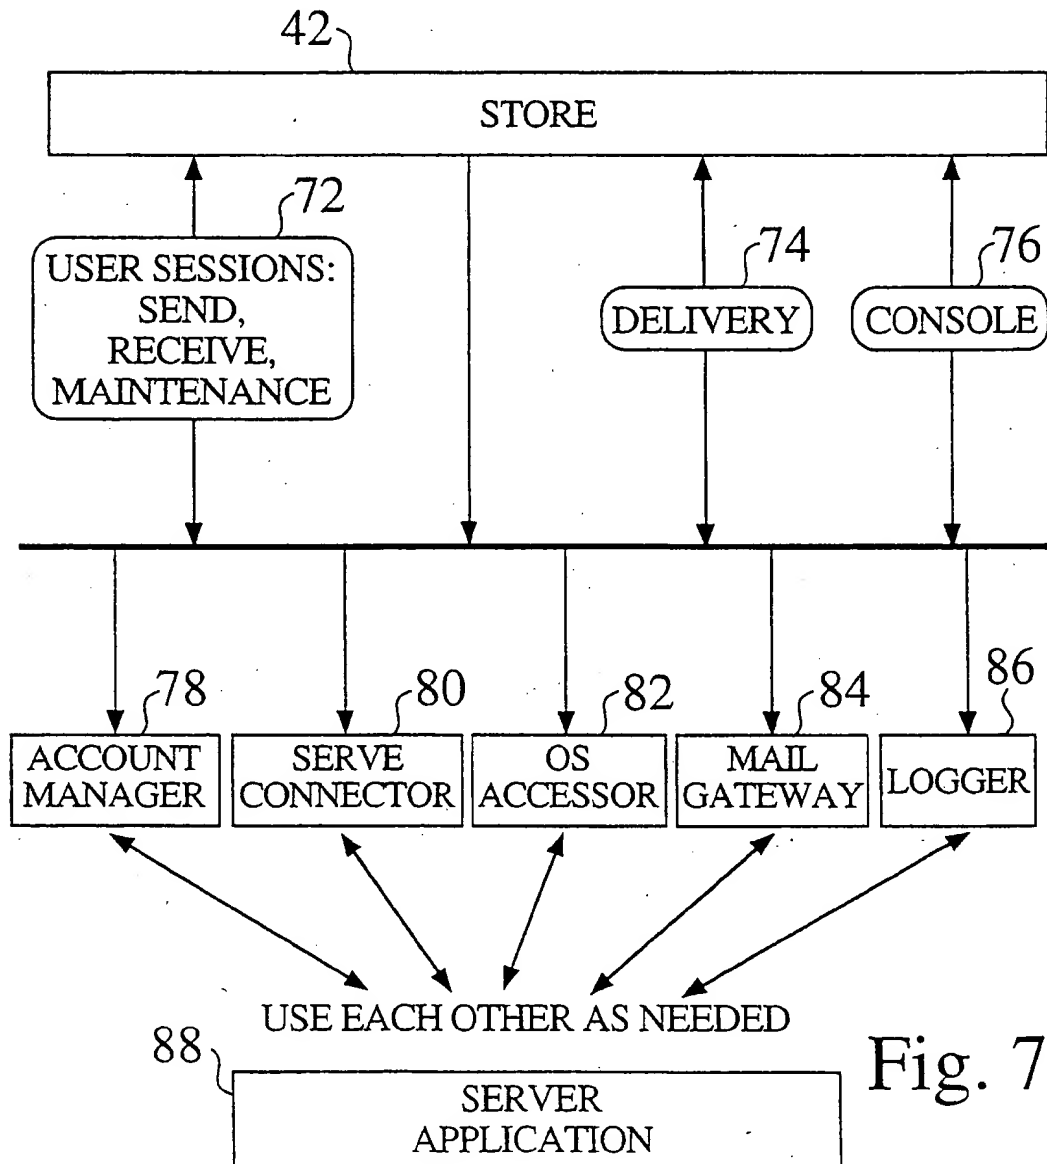 42
STORE
72
USER SESSIONS:
SEND,
RECEIVE,
MAINTENANCE
74
DELIVERY
76
CONSOLE
78
ACCOUNT
MANAGER
80
SERVE
CONNECTOR
82
OS
ACCESSOR
84
MAIL
GATEWAY
86
LOGGER
USE EACH OTHER AS NEEDED
88
SERVER
APPLICATION
Fig. 7